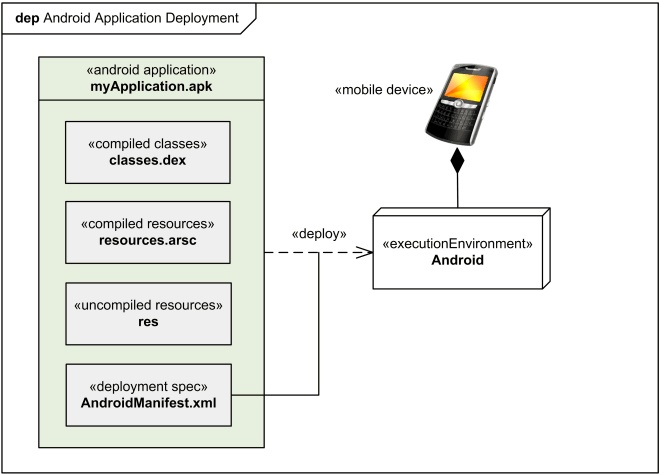 dep Android Application Deployment
«android application»
myApplication.apk
«compiled classes»
classes.dex
«compiled resources»
resources.arsc
«uncompiled resources»
res
«deployment spec»
AndroidManifest.xml
«deploy»
«mobile device»
«executionEnvironment»
Android